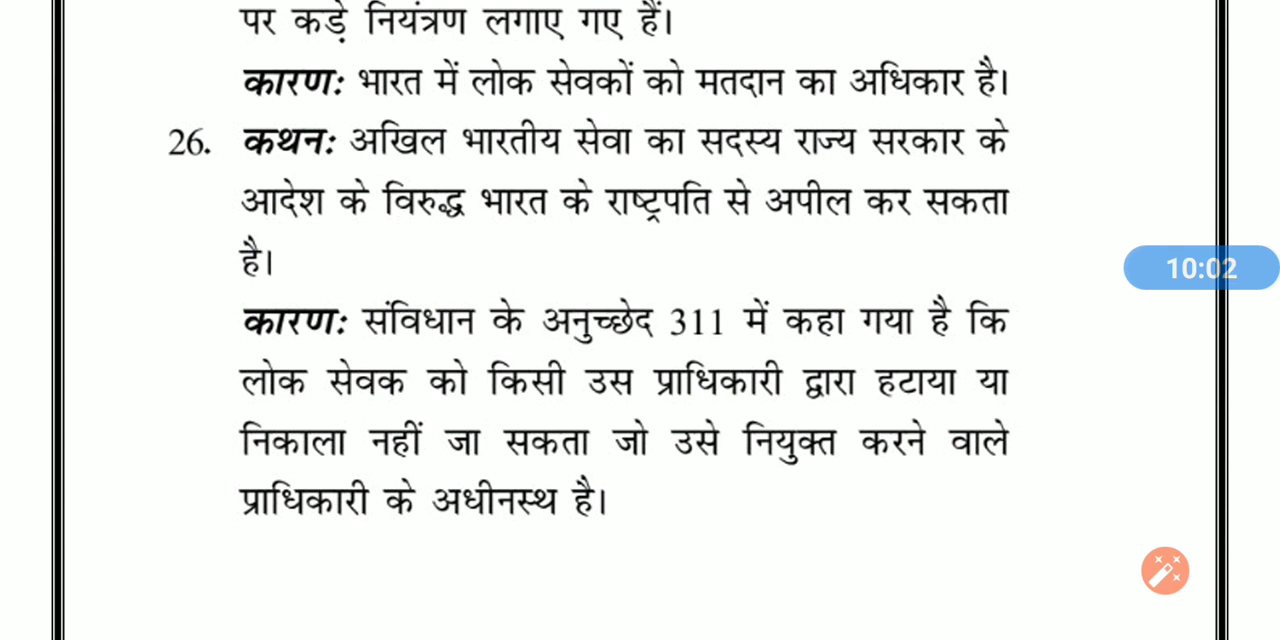 पर कड़े नियंत्रण लगाए गए हैं।
कारण: भारत में लोक सेवकों को मतदान का अधिकार है।
26. कथन: अखिल भारतीय सेवा का सदस्य राज्य सरकार के
आदेश के विरुद्ध भारत के राष्ट्रपति से अपील कर सकता
है।
10:02
कारण: संविधान के अनुच्छेद 311 में कहा गया है कि
लोक सेवक को किसी उस प्राधिकारी द्वारा हटाया या
निकाला नहीं जा सकता जो उसे नियुक्त करने वाले
प्राधिकारी के अधीनस्थ है।